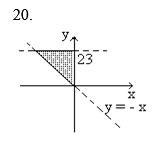 20.
y
23
x
y = - x